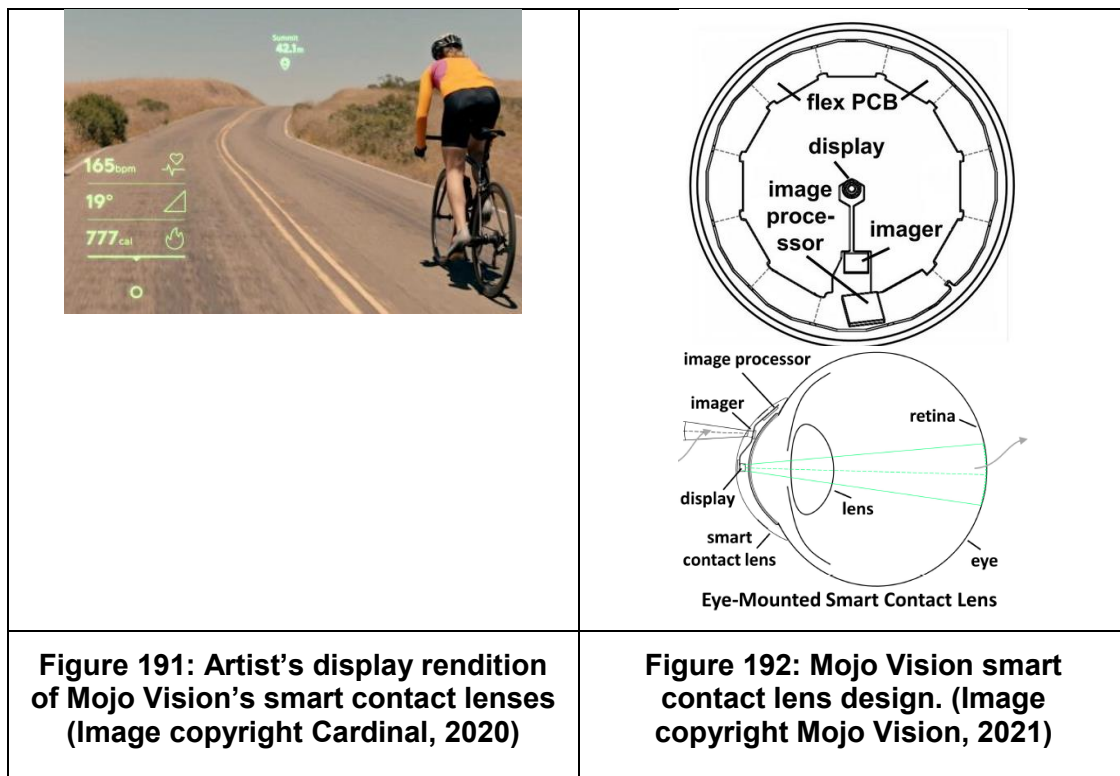 Summit
42.1m
165bpm
19°
777cal
Figure 191: Artist’s display rendition
of Mojo Vision’s smart contact lenses
(Image copyright Cardinal, 2020)
flex PCB
display
image
proce-
ssor
imager
image processor
imager
retina
display
lens
smart
contact lens
eye
Eye-Mounted Smart Contact Lens
Figure 192: Mojo Vision smart
contact lens design. (Image
copyright Mojo Vision, 2021)